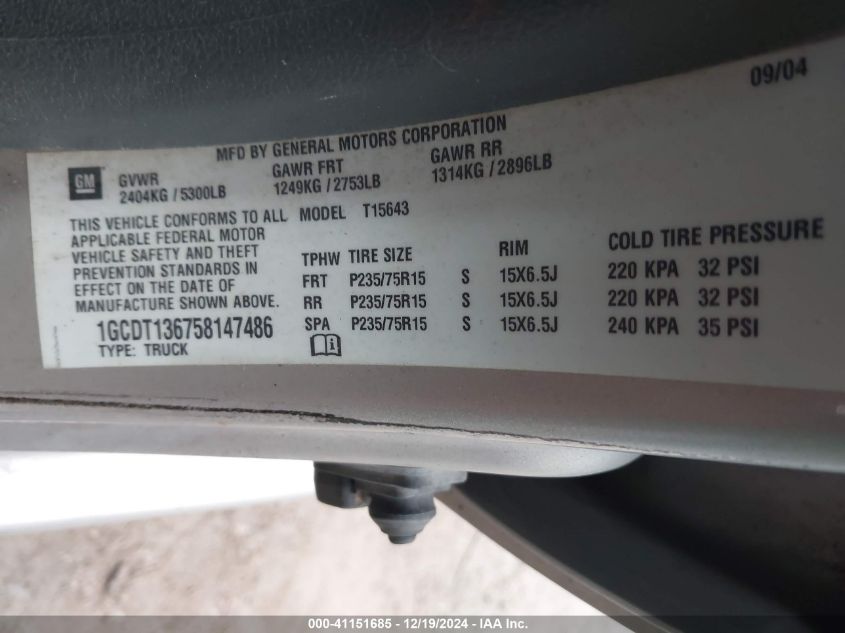 09/04
MFD BY GENERAL MOTORS CORPORATION
GM
GVWR GAWR FRT GAWR RR
2404KG / 5300LB 1249KG / 2753LB 1314KG / 2896LB
THIS VEHICLE CONFORMS TO ALL
APPLICABLE FEDERAL MOTOR
VEHICLE SAFETY AND THEFT
PREVENTION STANDARDS IN
EFFECT ON THE DATE OF
MANUFACTURE SHOWN ABOVE.
1GCDT136758147486
TYPE: TRUCK
MODEL T15643
TPHW TIRE SIZE RIM COLD TIRE PRESSURE
FRT P235/75R15 S 15X6.5J 220 KPA 32 PSI
RR P235/75R15 S 15X6.5J 220 KPA 32 PSI
SPA P235/75R15 S 15X6.5J 240 KPA 35 PSI
000-41151685 - 12/19/2024 - IAA Inc.